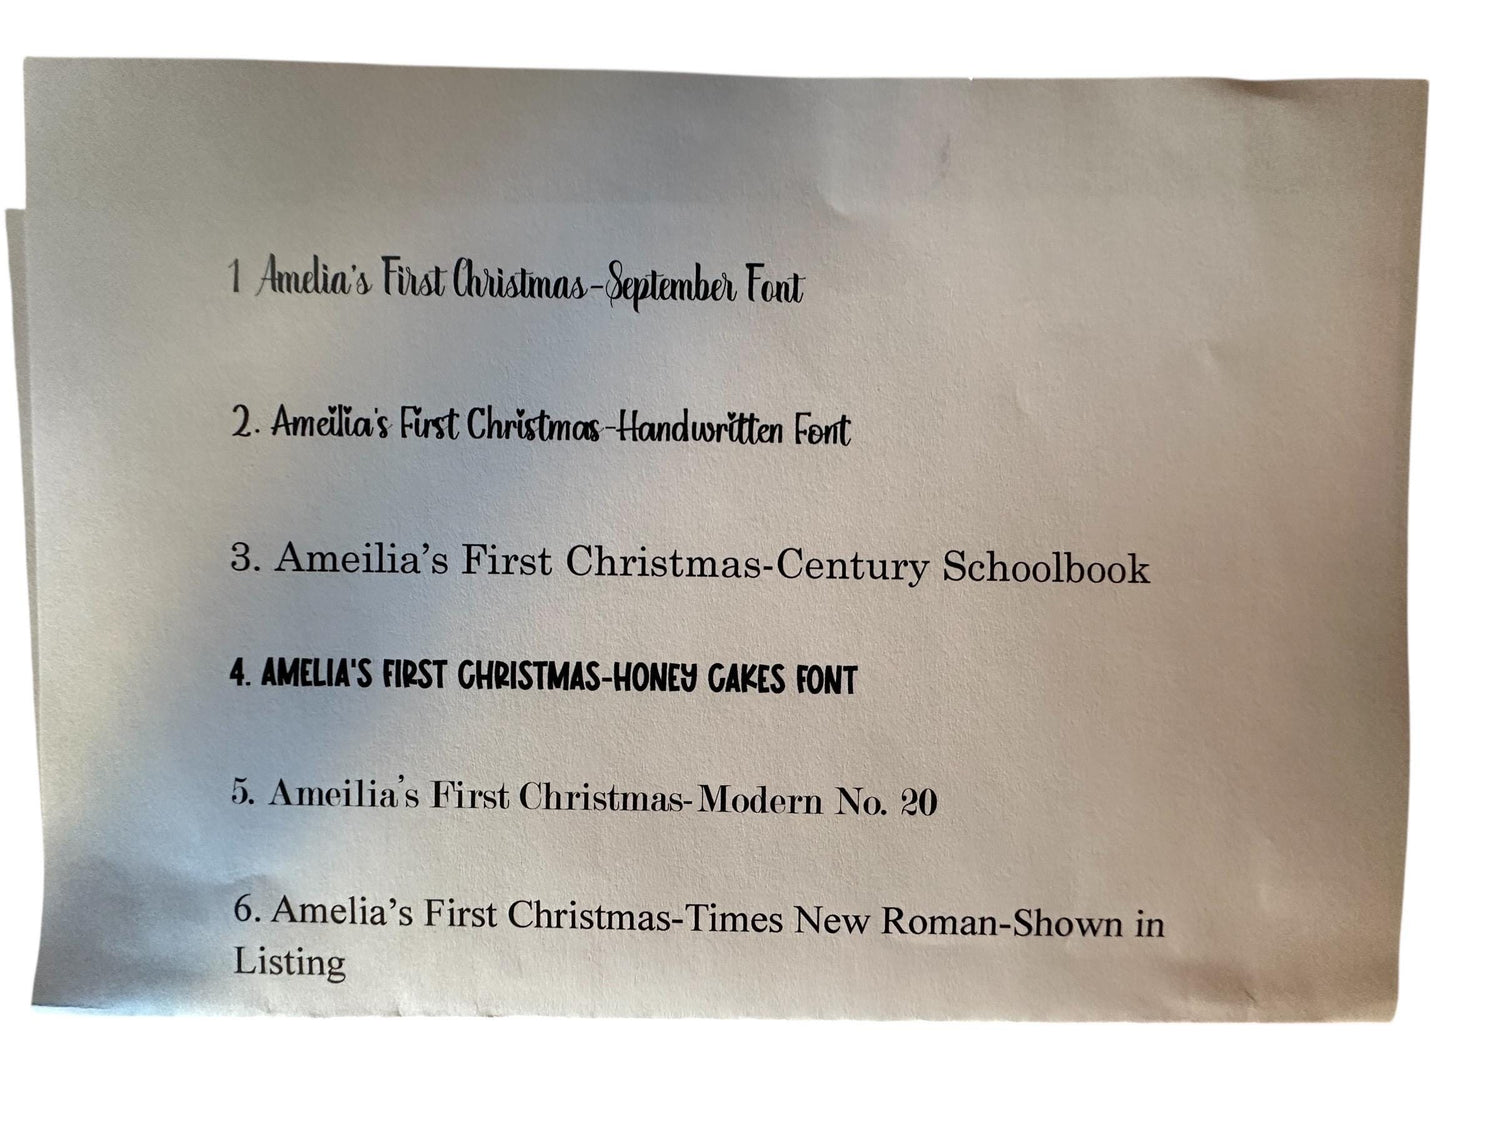 1 Amelia's First Christmas-September Font
2. Ameilia's First Christmas-Handwritten Font
3. Ameilia’s First Christmas-Century Schoolbook
4. AMELIA'S FIRST CHRISTMAS-HONEY CAKES FONT
5. Ameilia’s First Christmas-Modern No. 20
6. Amelia’s First Christmas-Times New Roman-Shown in
Listing